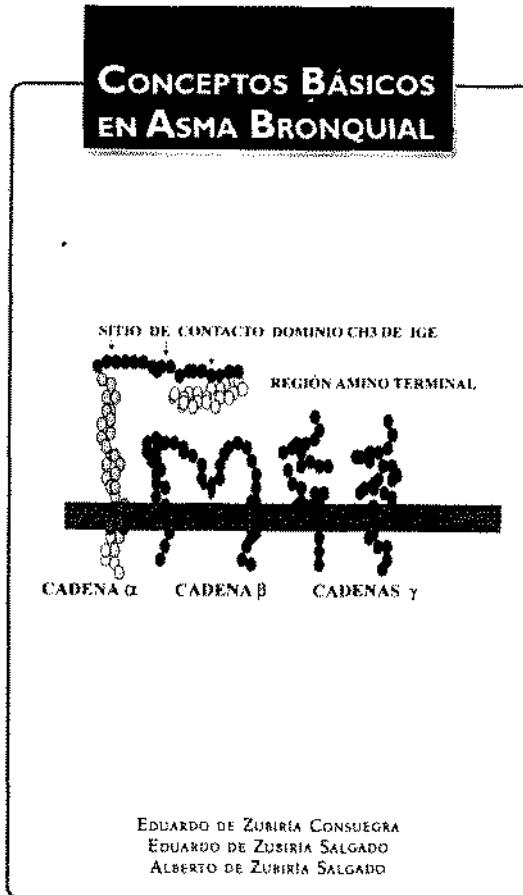 CONCEPTOS BÁSICOS
EN ASMA BRONQUIAL
SITIO DE CONTACTO DOMINIO CH3 DE IGE
REGIÓN AMINO TERMINAL
CADENA α CADENA β CADENAS γ
EDUARDO DE ZUBIRÍA CONSUEGRA
EDUARDO DE ZUBIRÍA SALGADO
ALBERTO DE ZUBIRÍA SALGADO